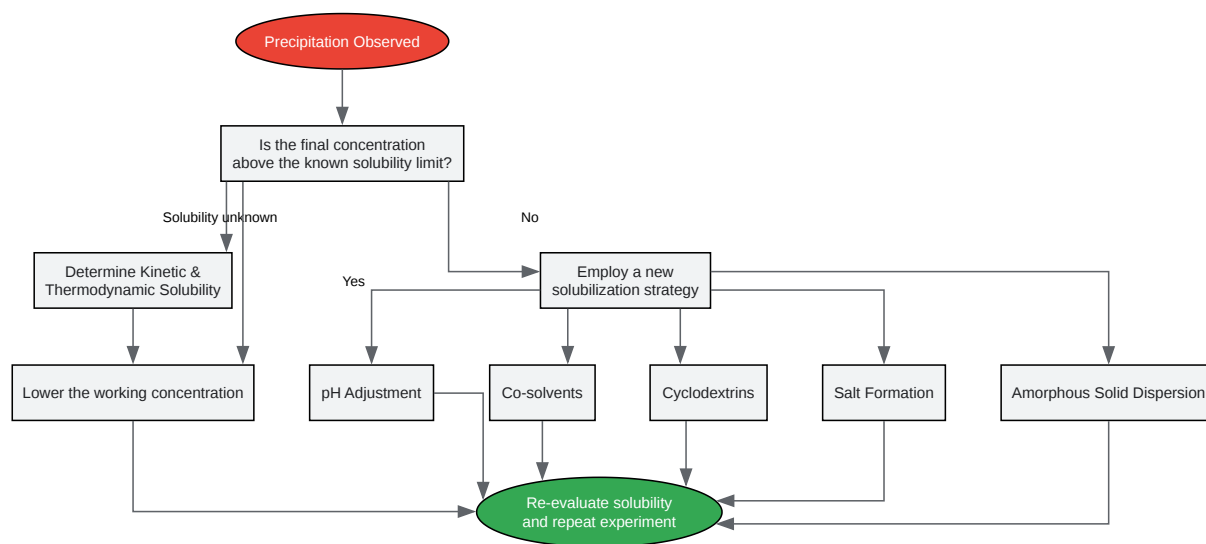 Precipitation Observed
Is the final concentration
above the known solubility limit?
Solubility unknown
No
Determine Kinetic &
Thermodynamic Solubility
Yes
Employ a new
solubilization strategy
Lower the working concentration
pH Adjustment
Co-solvents
Cyclodextrins
Salt Formation
Amorphous Solid Dispersion
Re-evaluate solubility
and repeat experiment